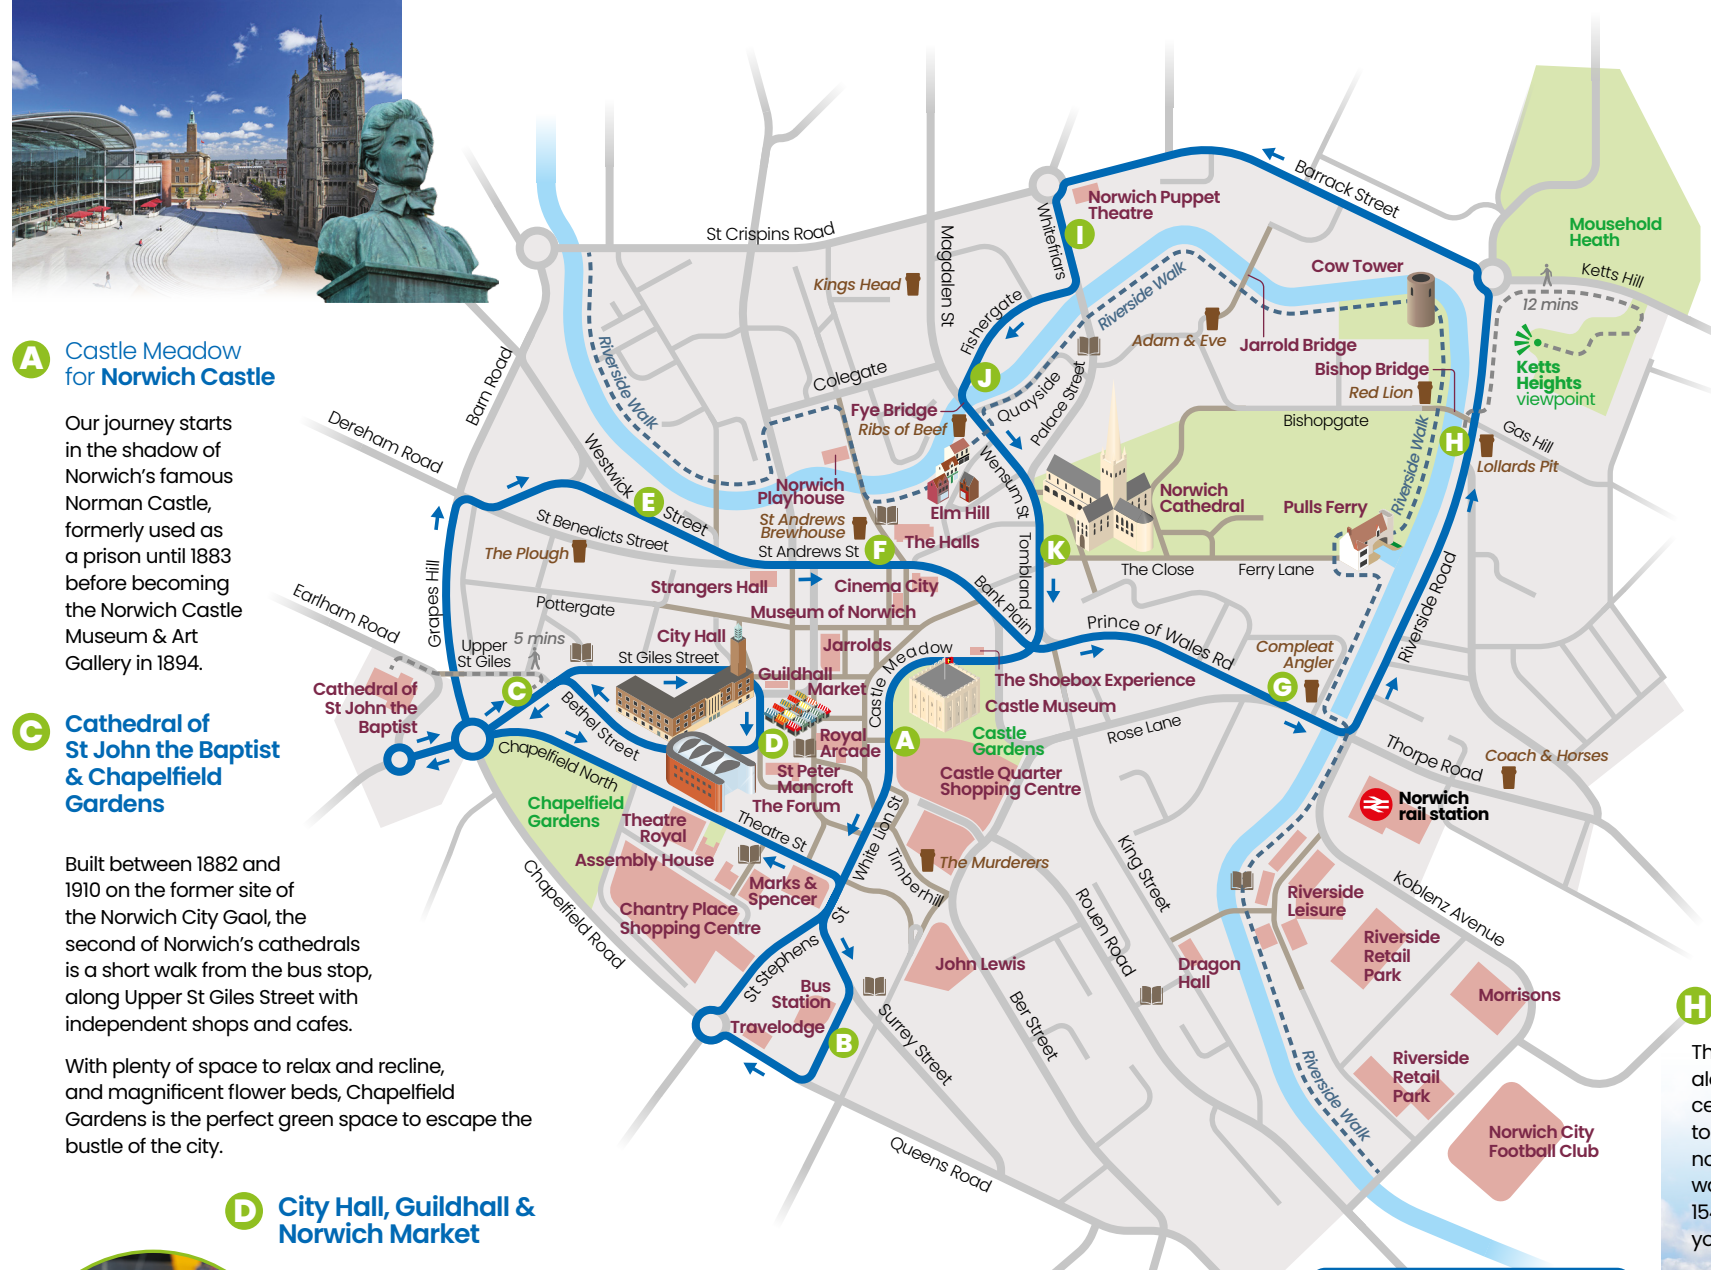 A
Castle Meadow
for Norwich Castle
Our journey starts
in the shadow of
Norwich’s famous
Norman Castle,
formerly used as
a prison until 1883
before becoming
the Norwich Castle
Museum & Art
Gallery in 1894.
C
Cathedral of
St John the Baptist
& Chapelfield
Gardens
Built between 1882 and
1910 on the former site of
the Norwich City Gaol, the
second of Norwich’s cathedrals
is a short walk from the bus stop,
along Upper St Giles Street with
independent shops and cafes.
With plenty of space to relax and recline,
and magnificent flower beds, Chapelfield
Gardens is the perfect green space to escape the
bustle of the city.
D
City Hall, Guildhall &
Norwich Market
St Crispins Road
Barn Road
Dereham Road
Riverside Walk
Westwick
E
Street
St Benedicts Street
The Plough
Grapes Hill
Earlham Road
Upper
St Giles
5 mins
Pottergate
Cathedral of
St John the
Baptist
C
St Giles Street
City Hall
Bethel Street
Chapelfield North
Chapelfield
Gardens
Chapelfield Road
Kings Head
Magdalen St
Colegate
Fishergate
Whitefriars
I
Norwich Puppet
Theatre
Barrack Street
J
Fye Bridge
Ribs of Beef
Quayside
Palace Street
Riverside Walk
Adam & Eve
Jarrold Bridge
Cow Tower
Bishop Bridge
Red Lion
Bishopgate
Riverside Walk
H
Mousehold
Heath
Ketts Hill
12 mins
Ketts
Heights
viewpoint
Gas Hill
Lollards Pit
Norwich
Playhouse
St Andrews
Brewhouse
St Andrews St
F
The Halls
Elm Hill
Wensum St
Tombland
K
Norwich
Cathedral
Pulls Ferry
The Close
Ferry Lane
Strangers Hall
Cinema City
Museum of Norwich
Bank Plain
Jarrolds
Guildhall
Market
Castle Meadow
Prince of Wales Rd
Compleat
Angler
G
Riverside Road
The Shoebox Experience
Castle Museum
Castle
Gardens
Rose Lane
D
Royal
Arcade
A
St Peter
Mancroft
The Forum
Castle Quarter
Shopping Centre
Theatre
Royal
Assembly House
Theatre St
White Lion St
Timberhill
The Murderers
Marks &
Spencer
Chantry Place
Shopping Centre
St Stephens
St
Bus
Station
Travelodge
B
John Lewis
Surrey Street
Ber Street
Rouen Road
King Street
Dragon
Hall
Queens Road
Thorpe Road
Coach & Horses
Norwich
rail station
Koblenz Avenue
Riverside
Leisure
Riverside
Retail
Park
Morrisons
Riverside
Retail
Park
Riverside Walk
Norwich City
Football Club
H